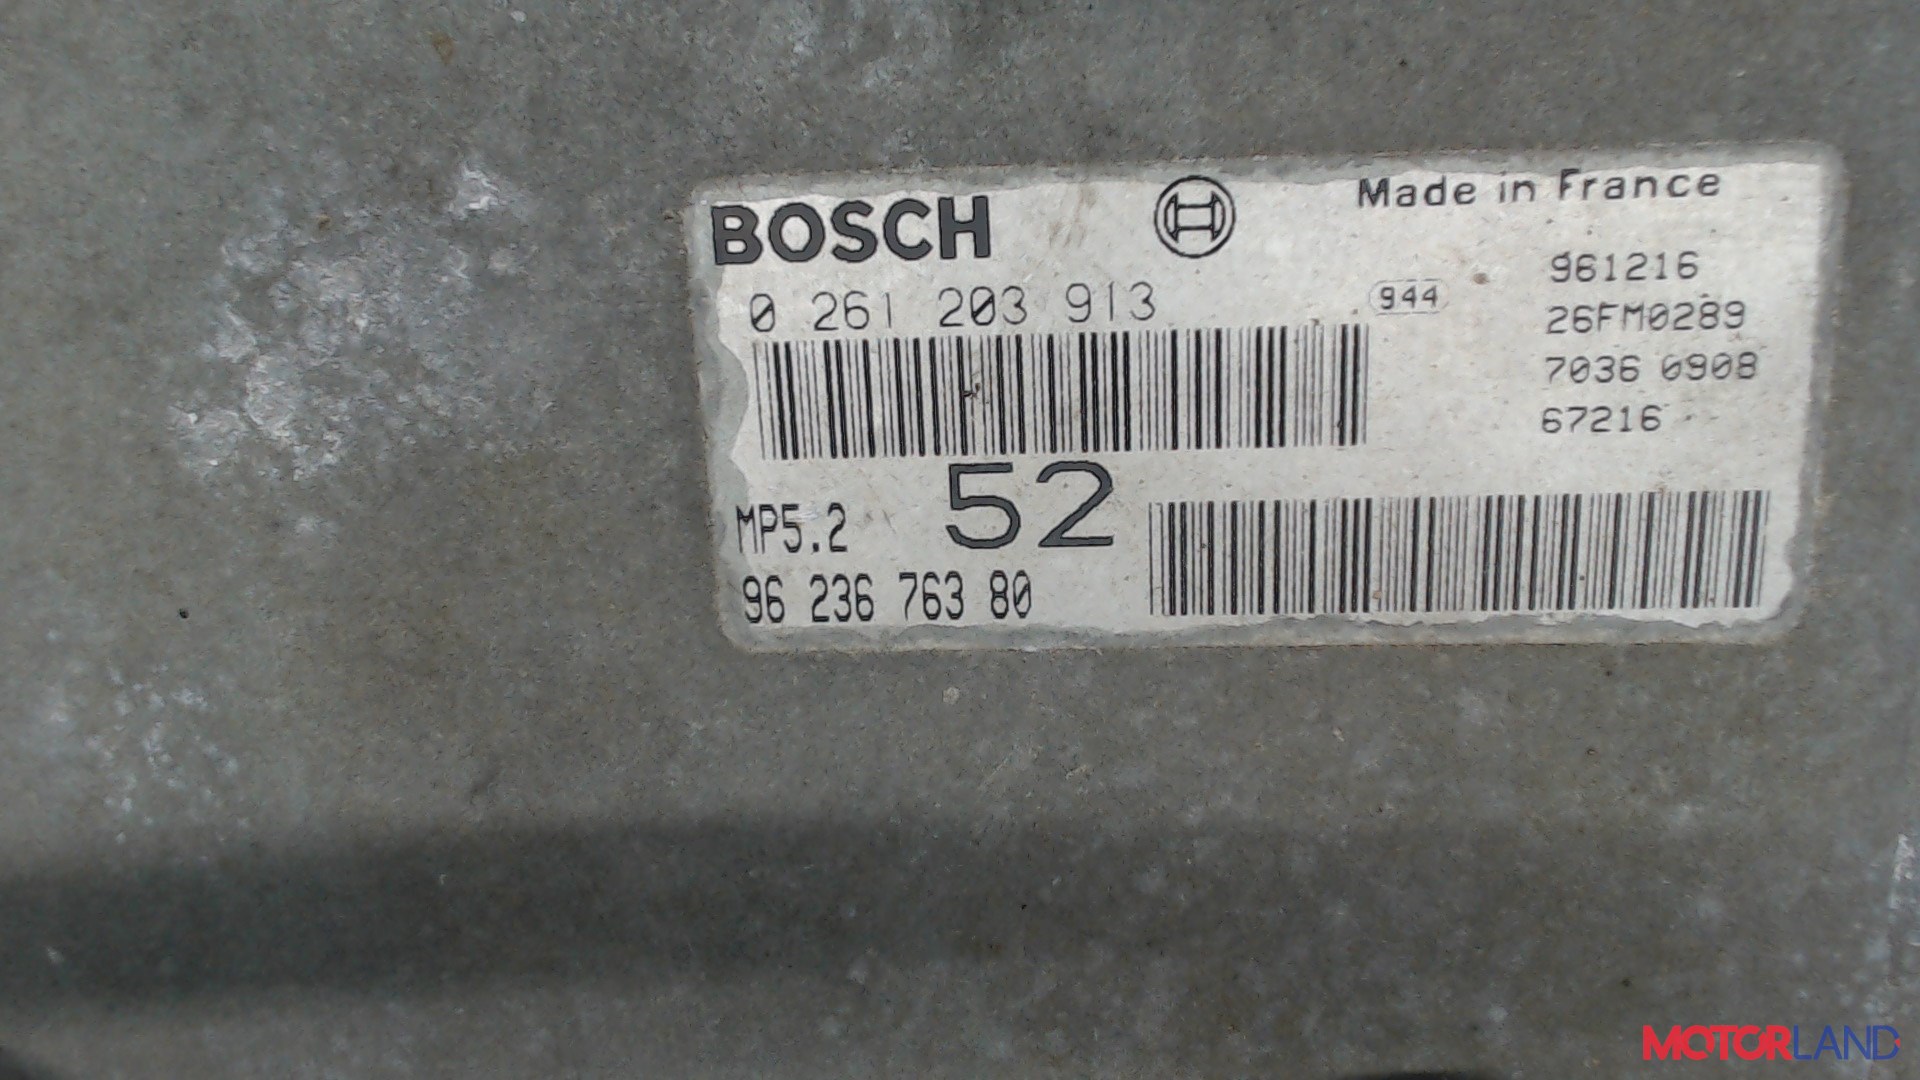 BOSCH
Made in France
0 261 203 913
944
961216
26FM0289
7036 0908
67216
MP5.2
52
96 236 763 80
MOTORLAND